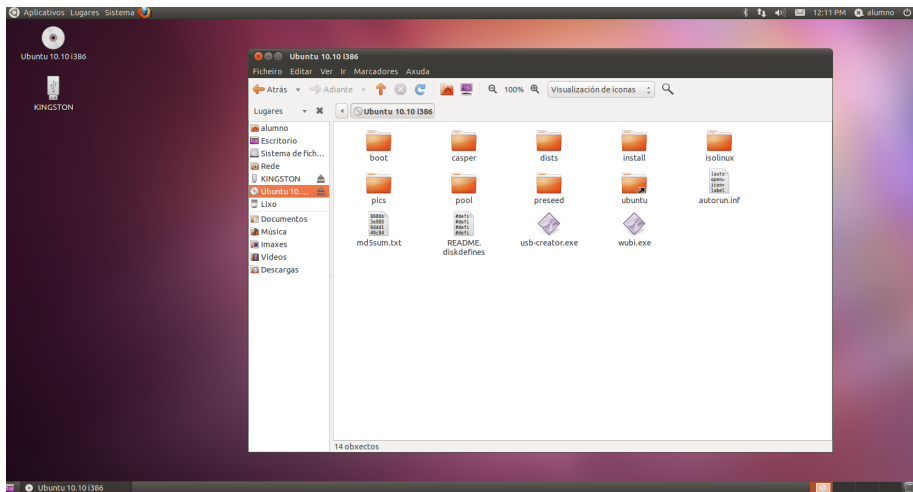 Aplicativos Lugares Sistema
12:11 PM alumno
Ubuntu 10.10 i386
KINGSTON
Ubuntu 10.10 i386
Ficheiro Editar Ver Ir Marcadores Axuda
Atrás Adiante 100% Visualización de iconas
Lugares Ubuntu 10.10 i386
alumno
Escritorio
Sistema de fich...
Rede
KINGSTON
Ubuntu 10....
Lixo
Documentos
Música
Imaxes
Vídeos
Descargas
boot casper dists install isolinux
pics pool preseed ubuntu autorun.inf
md5sum.txt README.
diskdefines usb-creator.exe wubi.exe
14 obxectos
Ubuntu 10.10 i386